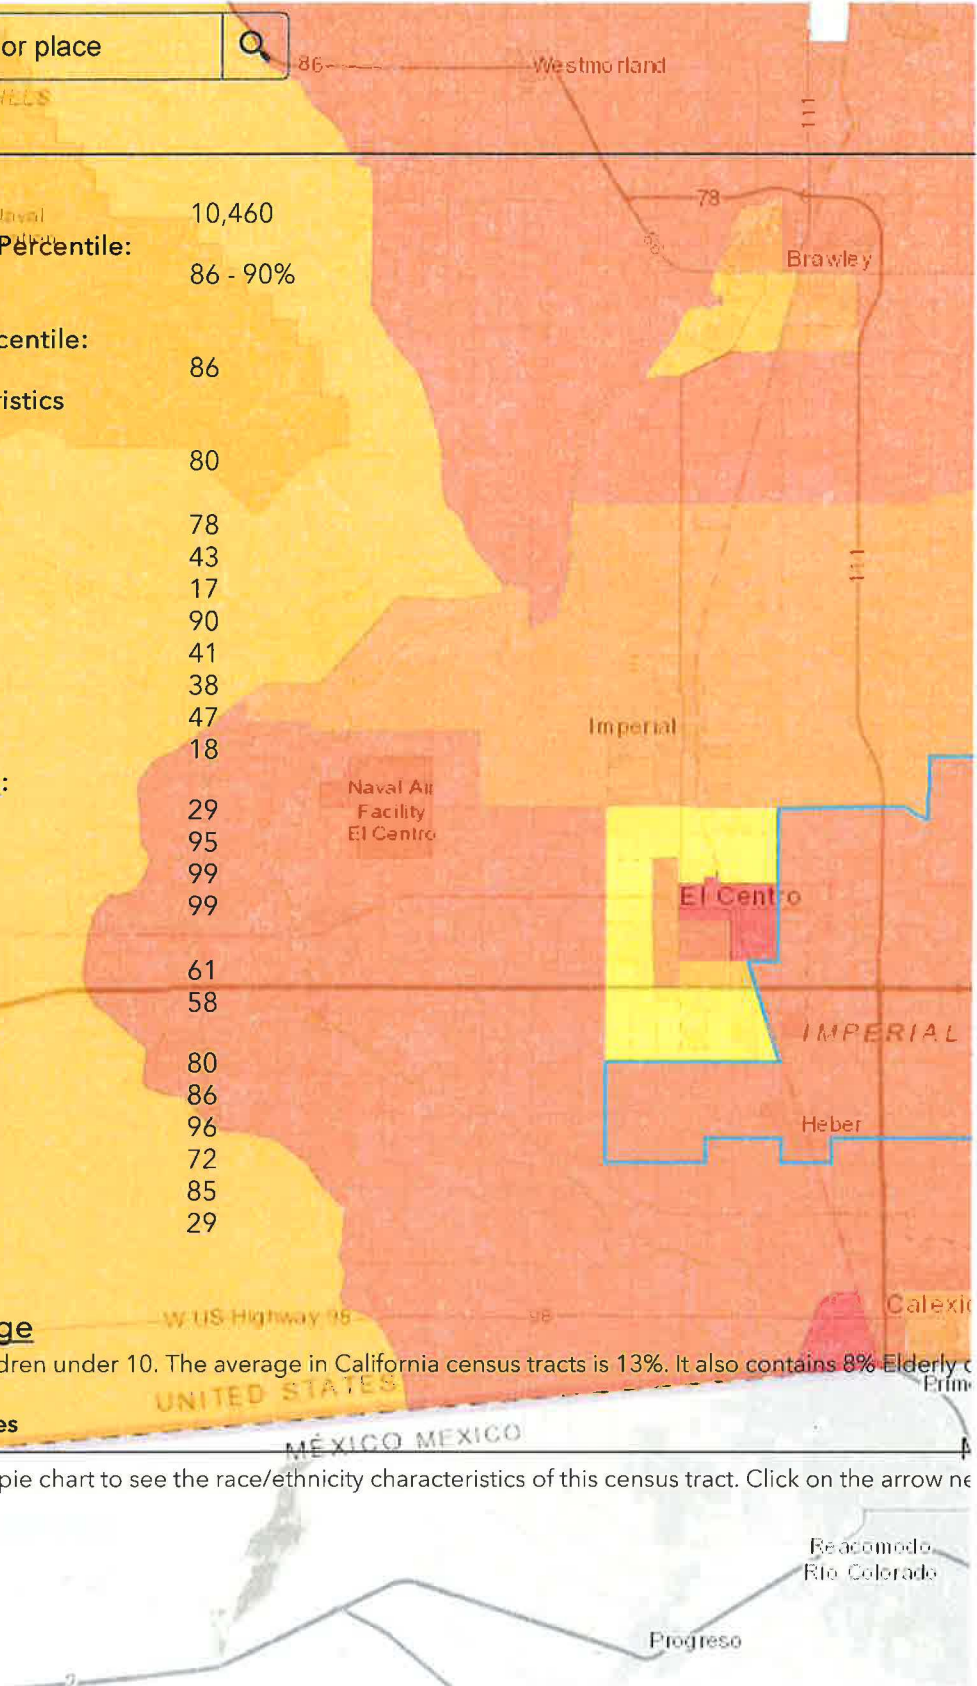 or place
86
Westmorland
HILLS
111
10,460
78
Percentile:
Brawley
86 - 90%
centile:
86
ristics
80
78
43
111
17
90
41
38
47
Imperial
18
:
Naval Air
Facility
El Centro
29
95
99
El Centro
99
61
58
IMPERIAL
80
86
96
Heber
72
85
29
W US Highway 98
98
Calexic
ge
dren under 10. The average in California census tracts is 13%. It also contains 8% Elderly
UNITED STATES
es
MÉXICO MEXICO
pie chart to see the race/ethnicity characteristics of this census tract. Click on the arrow ne
Reacomodo
Río Colorado
Progreso
2